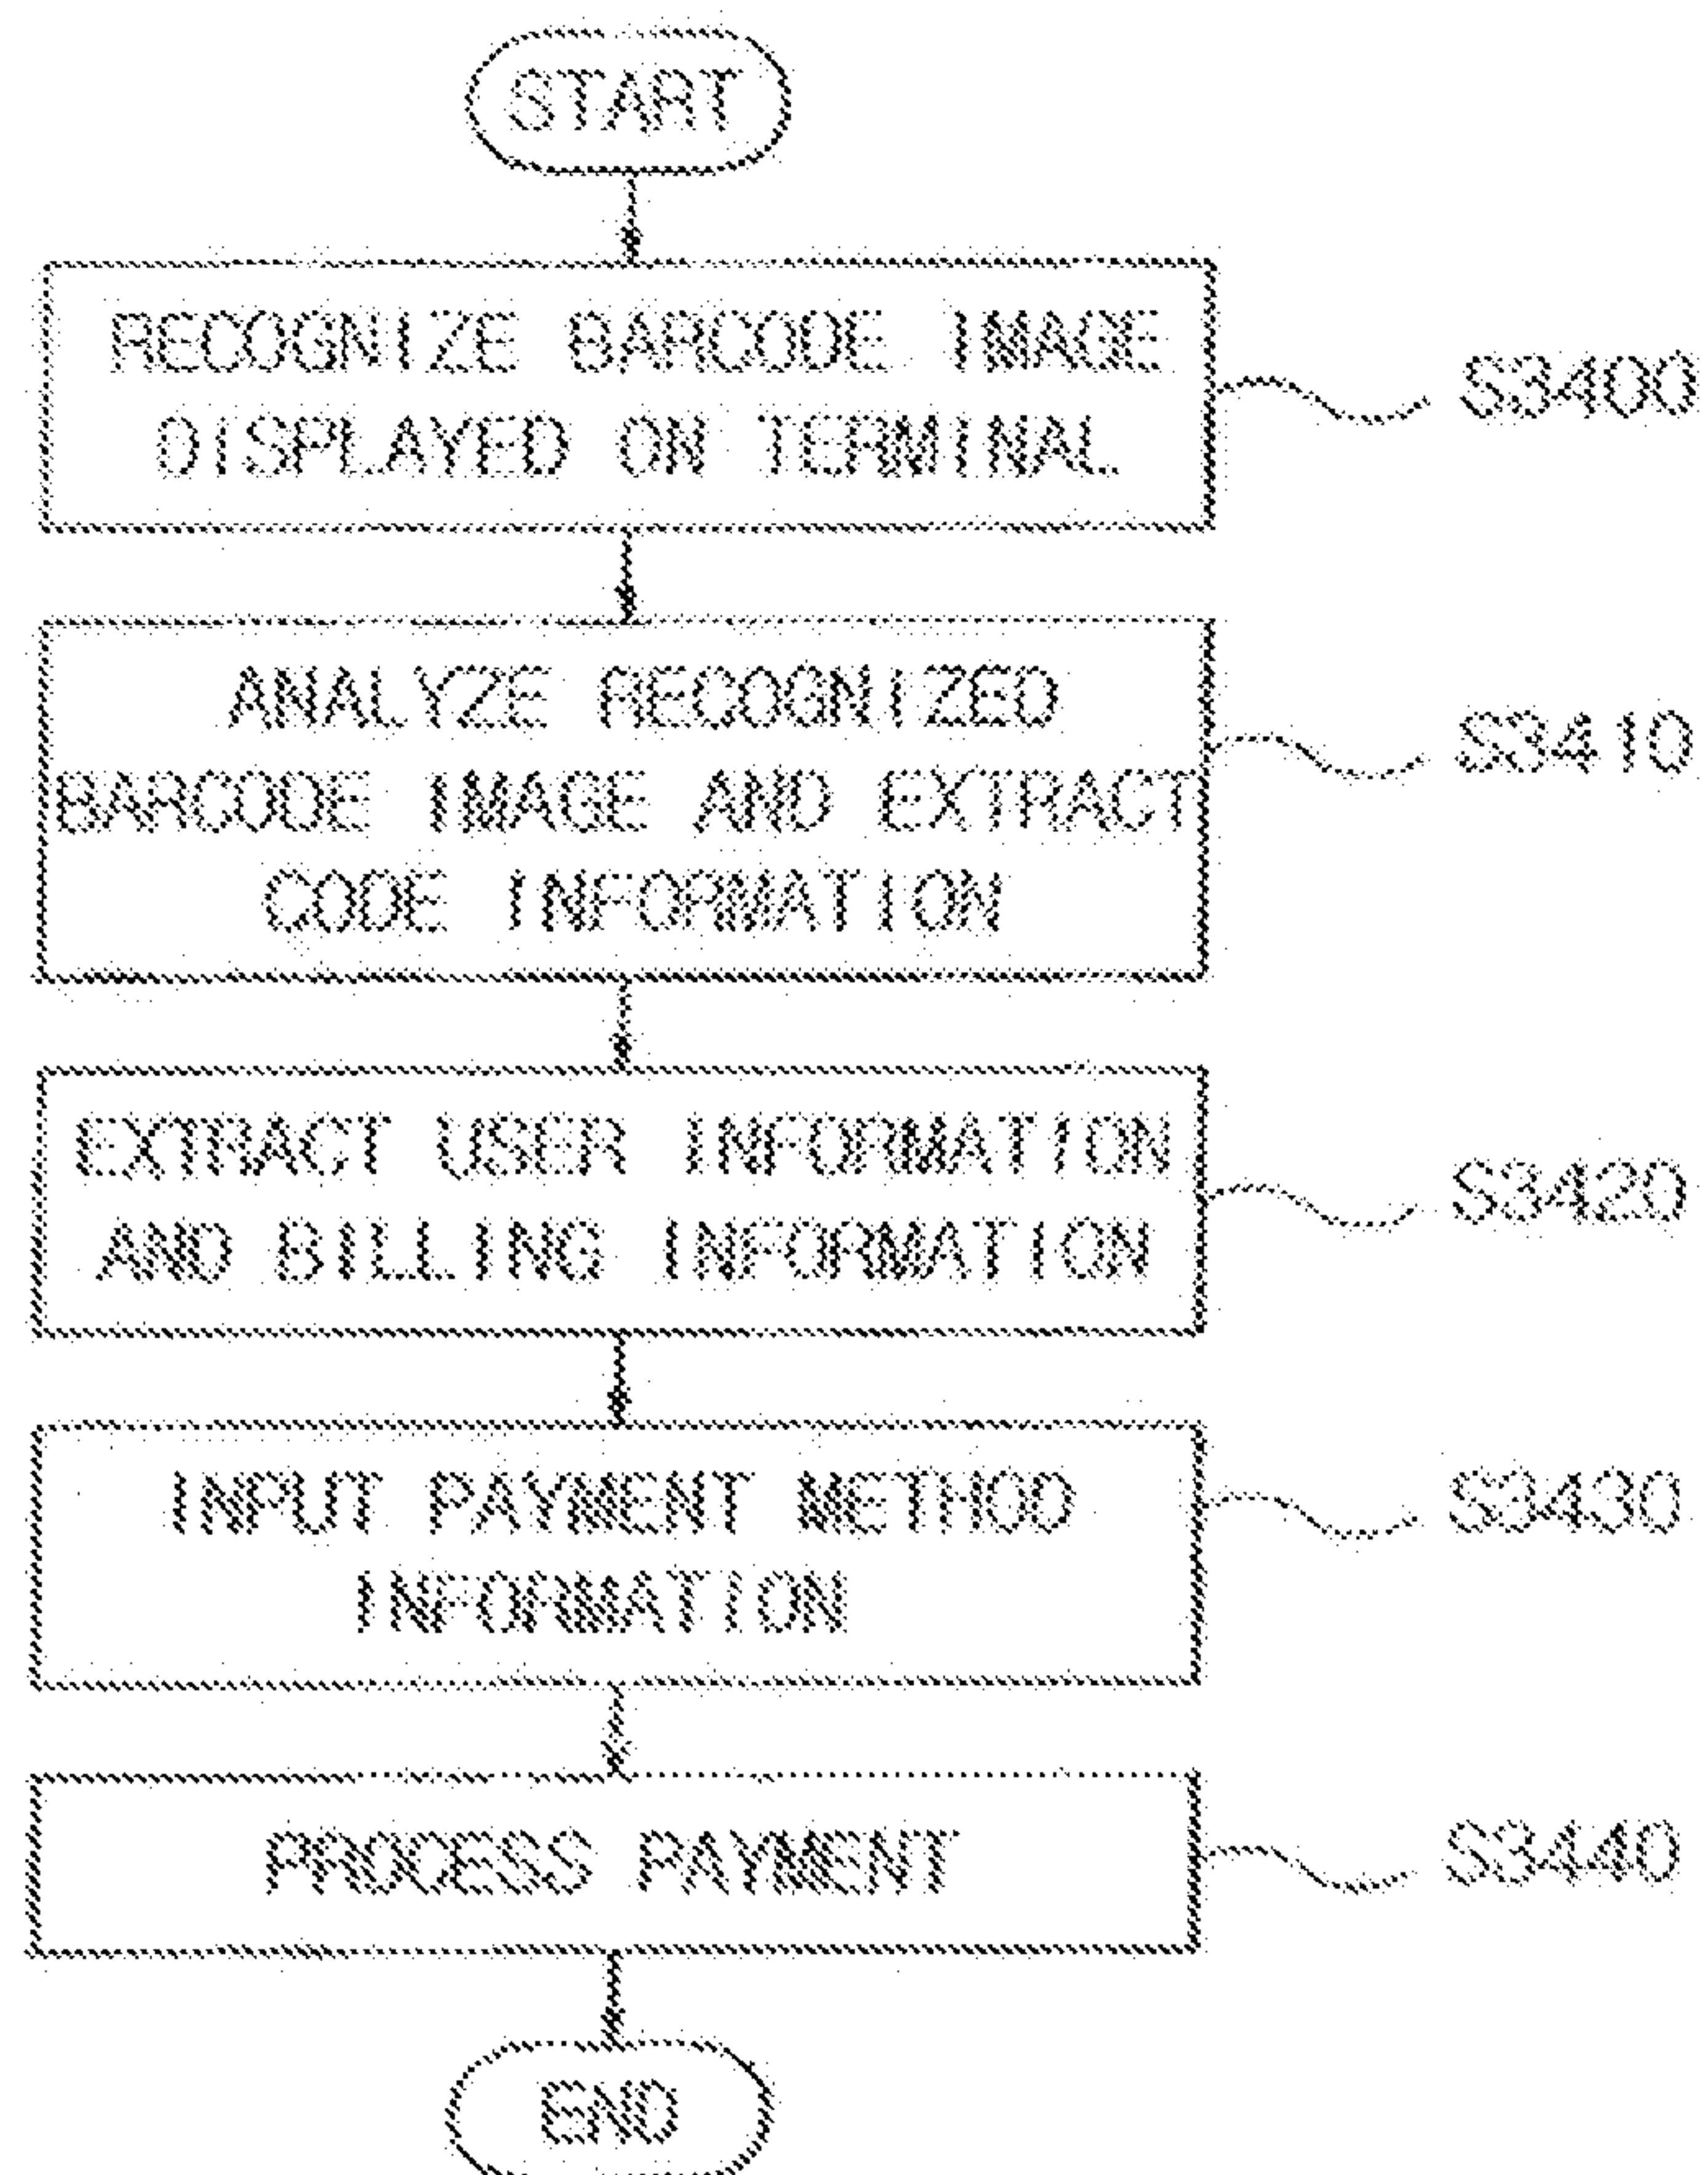 START
RECOGNIZE BARCODE IMAGE
DISPLAYED ON TERMINAL
S3400
ANALYZE RECOGNIZED
BARCODE IMAGE AND EXTRACT
CODE INFORMATION
S3410
EXTRACT USER INFORMATION
AND BILLING INFORMATION
S3420
INPUT PAYMENT METHOD
INFORMATION
S3430
PROCESS PAYMENT
S3440
END